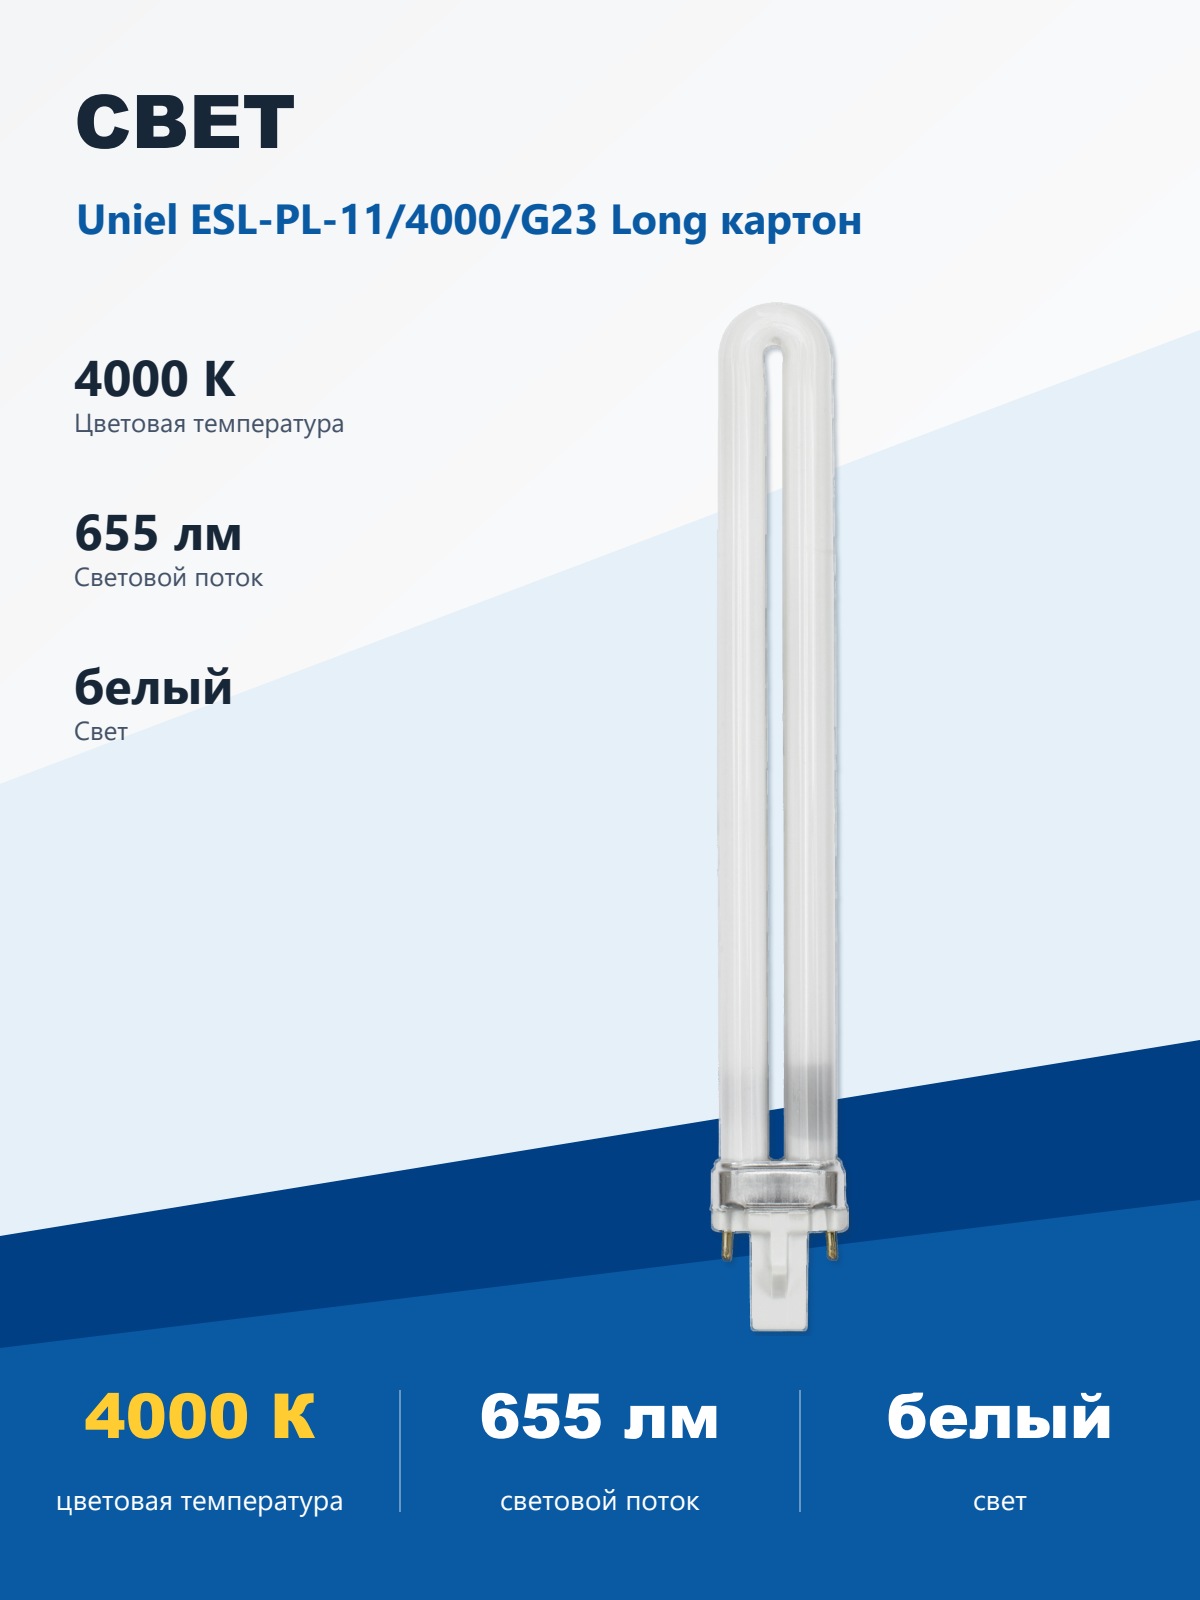 СВЕТ
Uniel ESL-PL-11/4000/G23 Long картон
4000 К
Цветовая температура
655 лм
Световой поток
белый
Свет
4000 К
цветовая температура
655 лм
световой поток
белый
свет